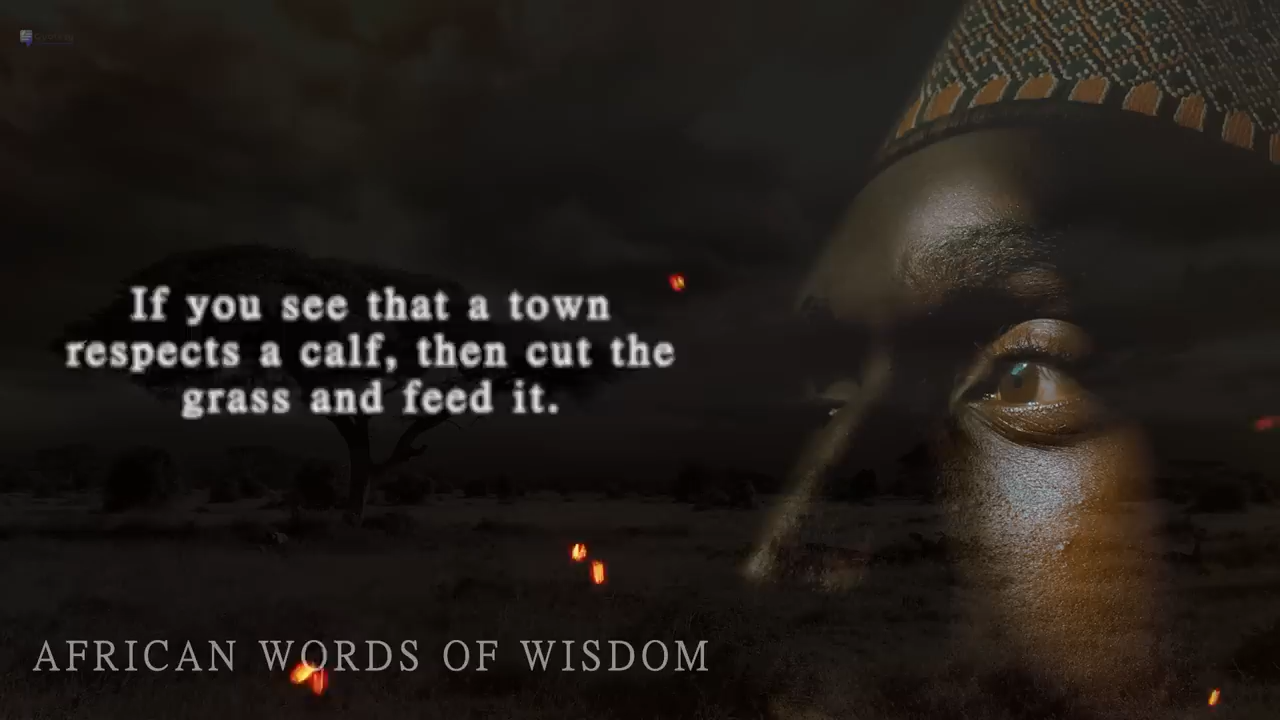 If you see that a town
respects a calf, then cut the
grass and feed it.
AFRICAN WORDS OF WISDOM